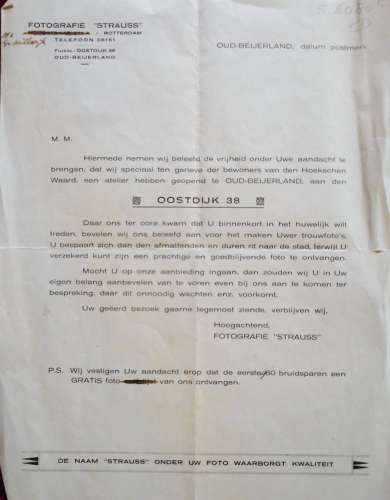 FOTOGRAFIE "STRAUSS"
ROTTERDAM
TELEFOON 56161
FILIAAL: OOSTDIJK 38
OUD-BEIJERLAND
OUD-BEIJERLAND, datum postmerk
M. M.
Hiermede nemen wij beleefd de vrijheid onder Uwe aandacht te
brengen, dat wij speciaal ten gerieve der bewoners van den Hoekschen
Waard, een atelier hebben geopend te OUD-BEIJERLAND, aan den
OOSTDIJK 38
Daar ons ter oore kwam dat U binnenkort in het huwelijk wilt
treden, bevelen wij ons beleefd aan voor het maken Uwer trouwfoto's.
U bespaart zich dan den afmattenden en duren rit naar de stad, terwijl U
verzekerd kunt zijn een prachtige en goedblijvende foto te ontvangen.
Mocht U op onze aanbieding ingaan, dan zouden wij U in Uw
eigen belang aanbevelen van te voren even bij ons aan te komen ter
bespreking, daar dit onnoodig wachten enz. voorkomt.
Uw geëerd bezoek gaarne tegemoet ziende, verblijven wij,
Hoogachtend,
FOTOGRAFIE "STRAUSS"
P.S. Wij vestigen Uw aandacht erop dat de eerste 60 bruidsparen een
GRATIS foto van ons ontvangen.
DE NAAM "STRAUSS" ONDER UW FOTO WAARBORGT KWALITEIT